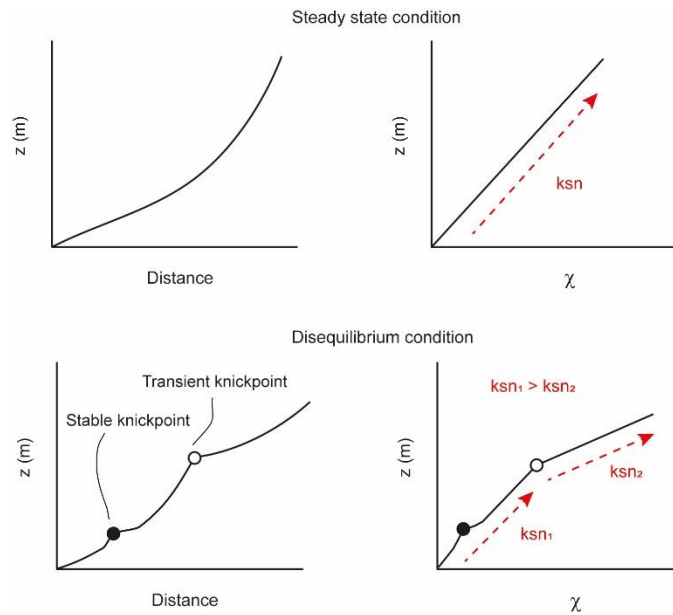 Steady state condition
z (m)
Distance
z (m)
ksn
χ
Disequilibrium condition
z (m)
Transient knickpoint
Stable knickpoint
Distance
z (m)
ksn₁ > ksn₂
ksn₂
ksn₁
χ